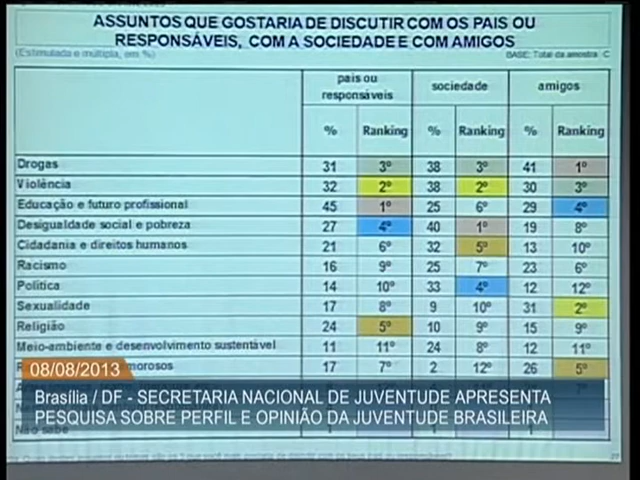 ASSUNTOS QUE GOSTARIA DE DISCUTIR COM OS PAIS OU
RESPONSÁVEIS, COM A SOCIEDADE E COM AMIGOS
(Estimulada e múltipla, em %) BASE: Total da amostra C
pais ou responsáveis sociedade amigos
% Ranking % Ranking % Ranking
Drogas 31 3º 38 3º 41 1º
Violência 32 2º 38 2º 30 3º
Educação e futuro profissional 45 1º 25 6º 29 4º
Desigualdade social e pobreza 27 4º 40 1º 19 8º
Cidadania e direitos humanos 21 6º 32 5º 13 10º
Racismo 16 9º 25 7º 23 6º
Política 14 10º 33 4º 12 12º
Sexualidade 17 8º 9 10º 31 2º
Religião 24 5º 10 9º 15 9º
Meio-ambiente e desenvolvimento sustentável 11 11º 24 8º 12 11º
morosos 17 7º 2 12º 26 5º
08/08/2013
Brasília / DF - SECRETARIA NACIONAL DE JUVENTUDE APRESENTA
PESQUISA SOBRE PERFIL E OPINIÃO DA JUVENTUDE BRASILEIRA
Não sabe